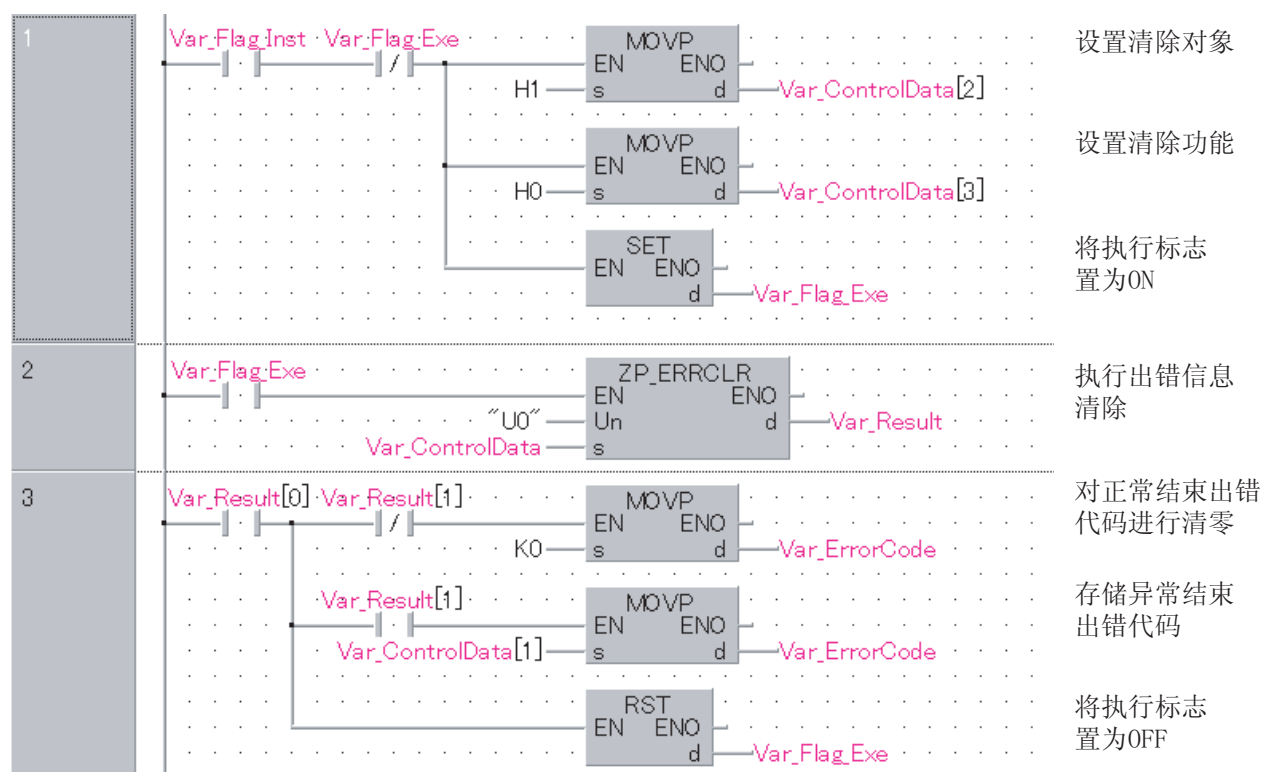 1
Var_Flag_Inst Var_Flag_Exe
MOVP
设置清除对象
EN ENO
H1 s d Var_ControlData[2]
MOVP
设置清除功能
EN ENO
H0 s d Var_ControlData[3]
SET
将执行标志
EN ENO
置为ON
d Var_Flag_Exe
2
Var_Flag_Exe
ZP_ERRCLR
执行出错信息
EN ENO
清除
"U0" Un d Var_Result
Var_ControlData s
3
Var_Result[0] Var_Result[1]
MOVP
对正常结束出错
EN ENO
代码进行清零
K0 s d Var_ErrorCode
Var_Result[1]
MOVP
存储异常结束
EN ENO
出错代码
Var_ControlData[1] s d Var_ErrorCode
RST
将执行标志
EN ENO
置为OFF
d Var_Flag_Exe